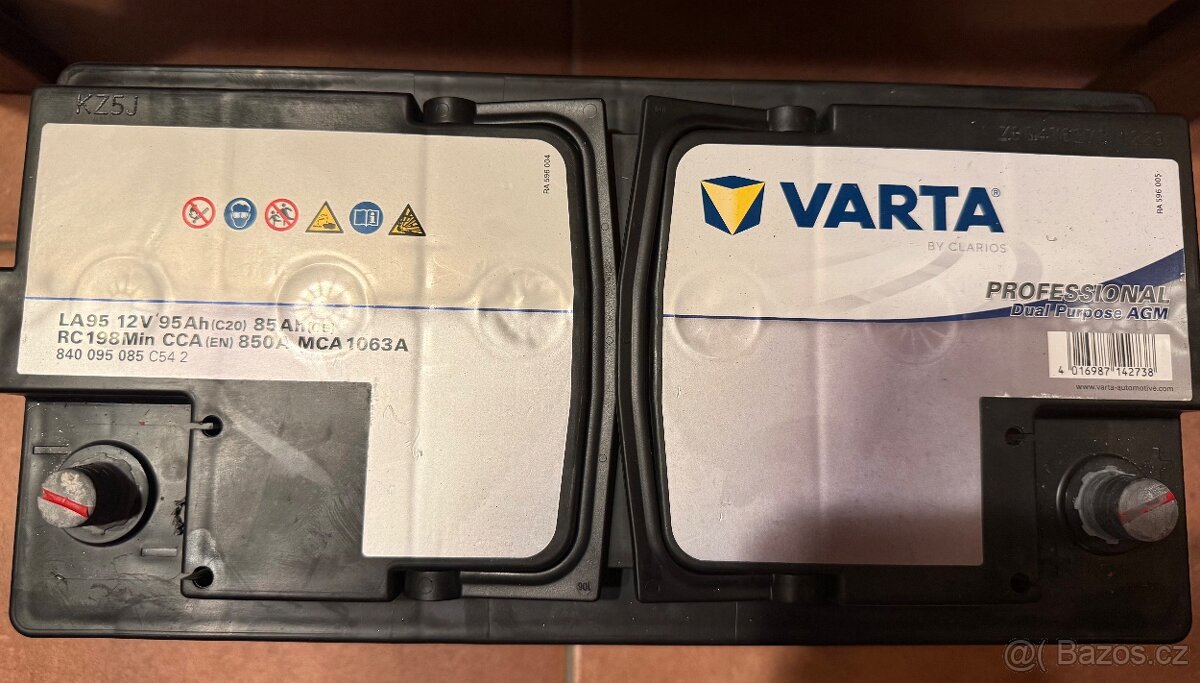 KZ5J
RA 596 004
LA95 12V 95Ah(C20) 85Ah(C5)
RC198Min CCA(EN) 850A MCA1063A
840 095 085 C54 2
RA 596 005
VARTA®
BY CLARIOS
PROFESSIONAL
Dual Purpose AGM
4 016987 142738
www.varta-automotive.com
@( Bazos.cz